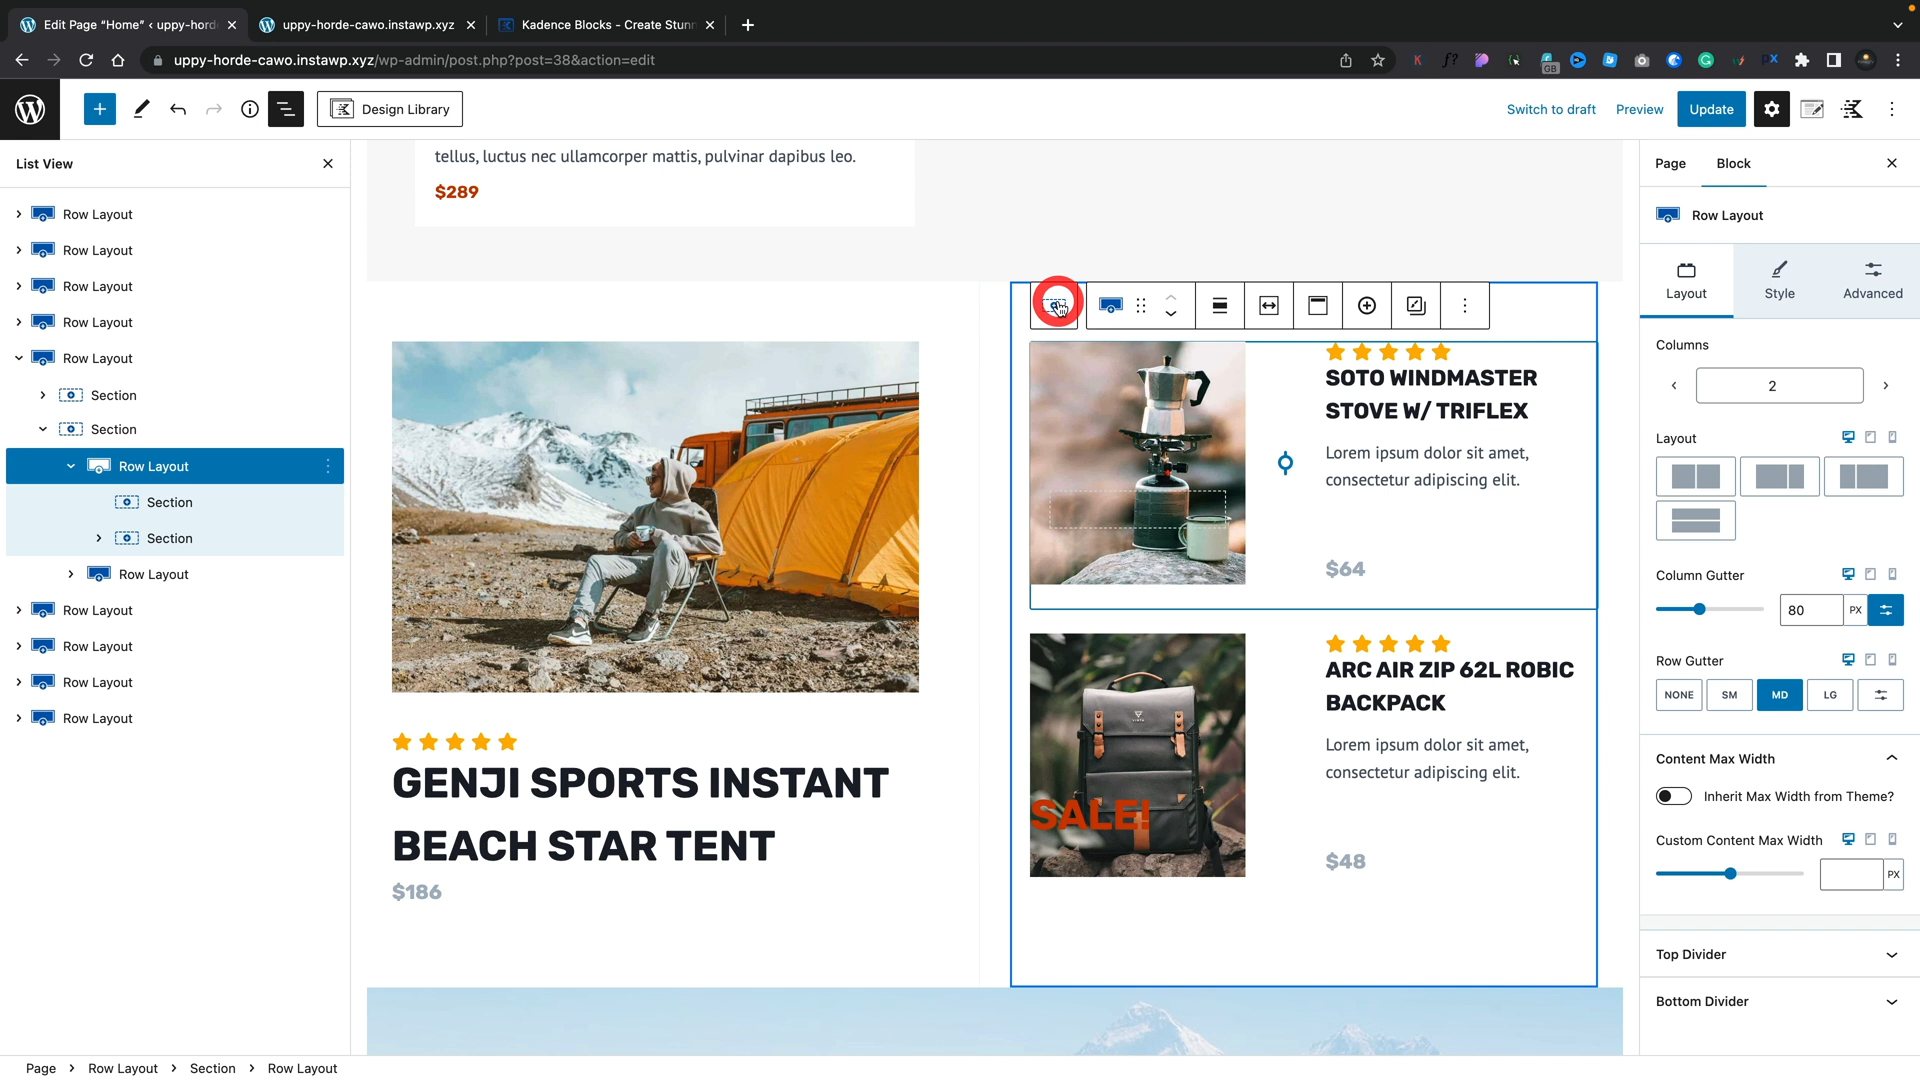 Edit Page “Home” ‹ uppy-horde
uppy-horde-cawo.instawp.xyz
Kadence Blocks - Create Stunn
uppy-horde-cawo.instawp.xyz/wp-admin/post.php?post=38&action=edit
GB
Design Library
Switch to draft
Preview
Update
List View
Row Layout
Row Layout
Row Layout
Row Layout
Row Layout
Section
Section
Row Layout
Section
Section
Row Layout
Row Layout
Row Layout
Row Layout
Row Layout
tellus, luctus nec ullamcorper mattis, pulvinar dapibus leo.
$289
GENJI SPORTS INSTANT
BEACH STAR TENT
$186
SOTO WINDMASTER
STOVE W/ TRIFLEX
Lorem ipsum dolor sit amet,
consectetur adipiscing elit.
$64
SALE!
ARC AIR ZIP 62L ROBIC
BACKPACK
Lorem ipsum dolor sit amet,
consectetur adipiscing elit.
$48
Page
Block
Row Layout
Layout
Style
Advanced
Columns
2
Layout
Column Gutter
80
PX
Row Gutter
NONE
SM
MD
LG
Content Max Width
Inherit Max Width from Theme?
Custom Content Max Width
PX
Top Divider
Bottom Divider
Page › Row Layout › Section › Row Layout